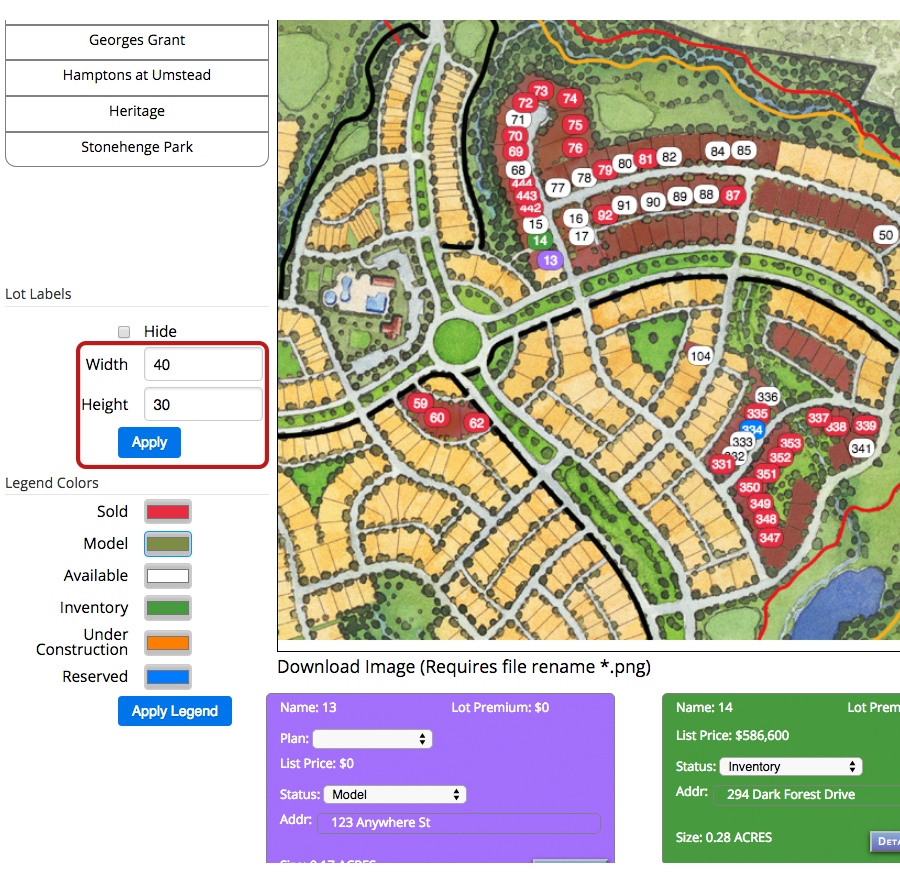 Georges Grant
Hamptons at Umstead
Heritage
Stonehenge Park
Lot Labels
Hide
Width 40
Height 30
Apply
Legend Colors
Sold
Model
Available
Inventory
Under
Construction
Reserved
Apply Legend
73
72
74
71
75
70
69
76
68
444
443
442
77
78
79
80
81
82
84
85
15
14
13
16
17
92
91
90
89
88
87
50
104
59
60
62
336
335
334
333
332
331
337
338
339
341
353
352
351
350
349
348
347
Download Image (Requires file rename *.png)
Name: 13 Lot Premium: $0
Plan:
List Price: $0
Status: Model
Addr: 123 Anywhere St
Size: 0.17 ACRES
Name: 14 Lot Prem
List Price: $586,600
Status: Inventory
Addr: 294 Dark Forest Drive
Size: 0.28 ACRES
DETA